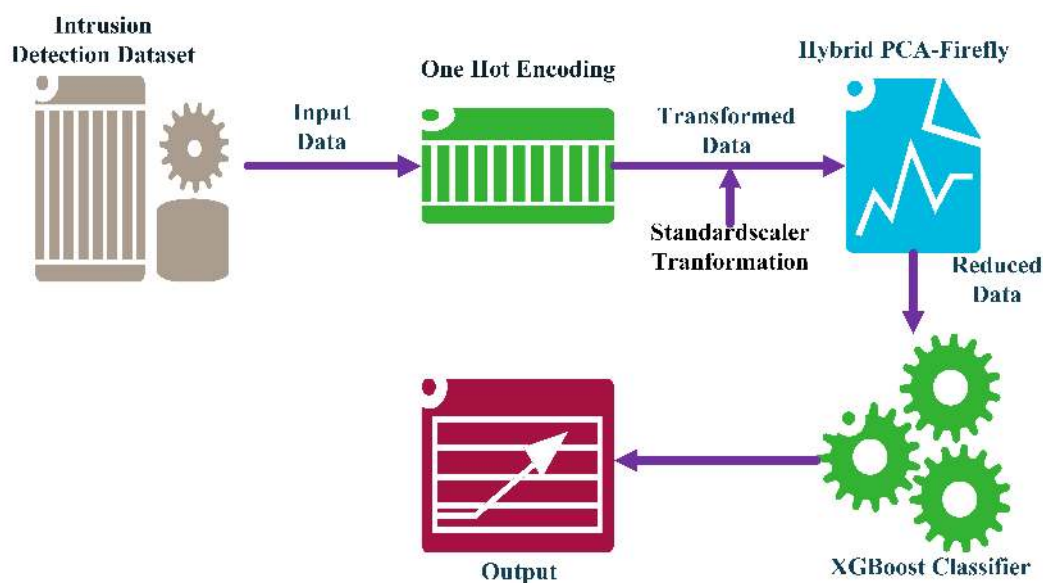 Intrusion
Detection Dataset
Input
Data
One Hot Encoding
Transformed
Data
Standardscaler
Tranformation
Hybrid PCA-Firefly
Reduced
Data
XGBoost Classifier
Output